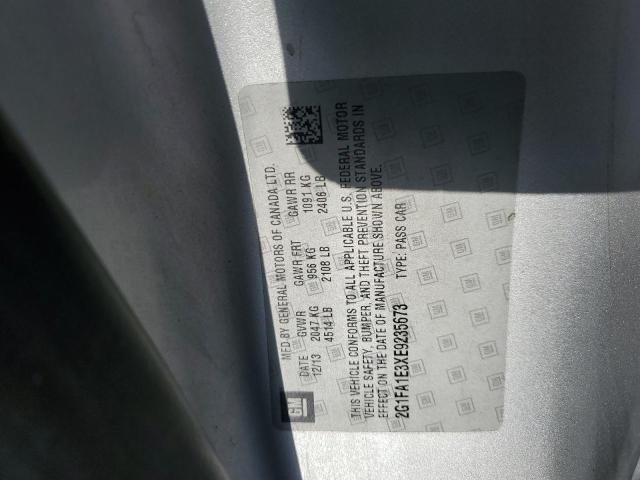 GM
MFD BY GENERAL MOTORS OF CANADA LTD.
DATE GVWR GAWR FRT GAWR RR
12/13 2047 KG 956 KG 1091 KG
4514 LB 2108 LB 2406 LB
THIS VEHICLE CONFORMS TO ALL APPLICABLE U.S. FEDERAL MOTOR
VEHICLE SAFETY, BUMPER, AND THEFT PREVENTION STANDARDS IN
EFFECT ON THE DATE OF MANUFACTURE SHOWN ABOVE.
2G1FA1E3XE9235673 TYPE: PASS CAR